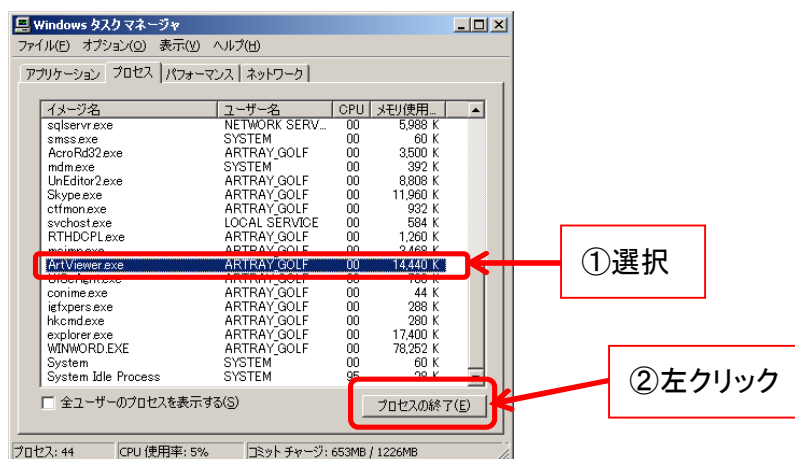 Windows タスク マネージャ
ファイル(F) オプション(O) 表示(V) ヘルプ(H)
アプリケーション プロセス パフォーマンス ネットワーク
イメージ名 ユーザー名 CPU メモリ使用...
sqlservr.exe NETWORK SERV... 00 5,988 K
smss.exe SYSTEM 00 60 K
AcroRd32.exe ARTRAY_GOLF 00 3,500 K
mdm.exe SYSTEM 00 392 K
UnEditor2.exe ARTRAY_GOLF 00 8,808 K
Skype.exe ARTRAY_GOLF 00 11,960 K
ctfmon.exe ARTRAY_GOLF 00 932 K
svchost.exe LOCAL SERVICE 00 584 K
RTHDCPL.exe ARTRAY_GOLF 00 1,260 K
ARTRAY_GOLF 00
ArtViewer.exe ARTRAY_GOLF 00 14,440 K
ARTRAY_GOLF 00
conime.exe ARTRAY_GOLF 00 44 K
igfxpers.exe ARTRAY_GOLF 00 288 K
hkcmd.exe ARTRAY_GOLF 00 280 K
explorer.exe ARTRAY_GOLF 00 17,400 K
WINWORD.EXE ARTRAY_GOLF 00 78,252 K
System SYSTEM 00 60 K
System Idle Process SYSTEM 95 28 K
全ユーザーのプロセスを表示する(S)
プロセスの終了(E)
プロセス: 44 CPU 使用率: 5% コミット チャージ: 653MB / 1226MB
①選択
②左クリック